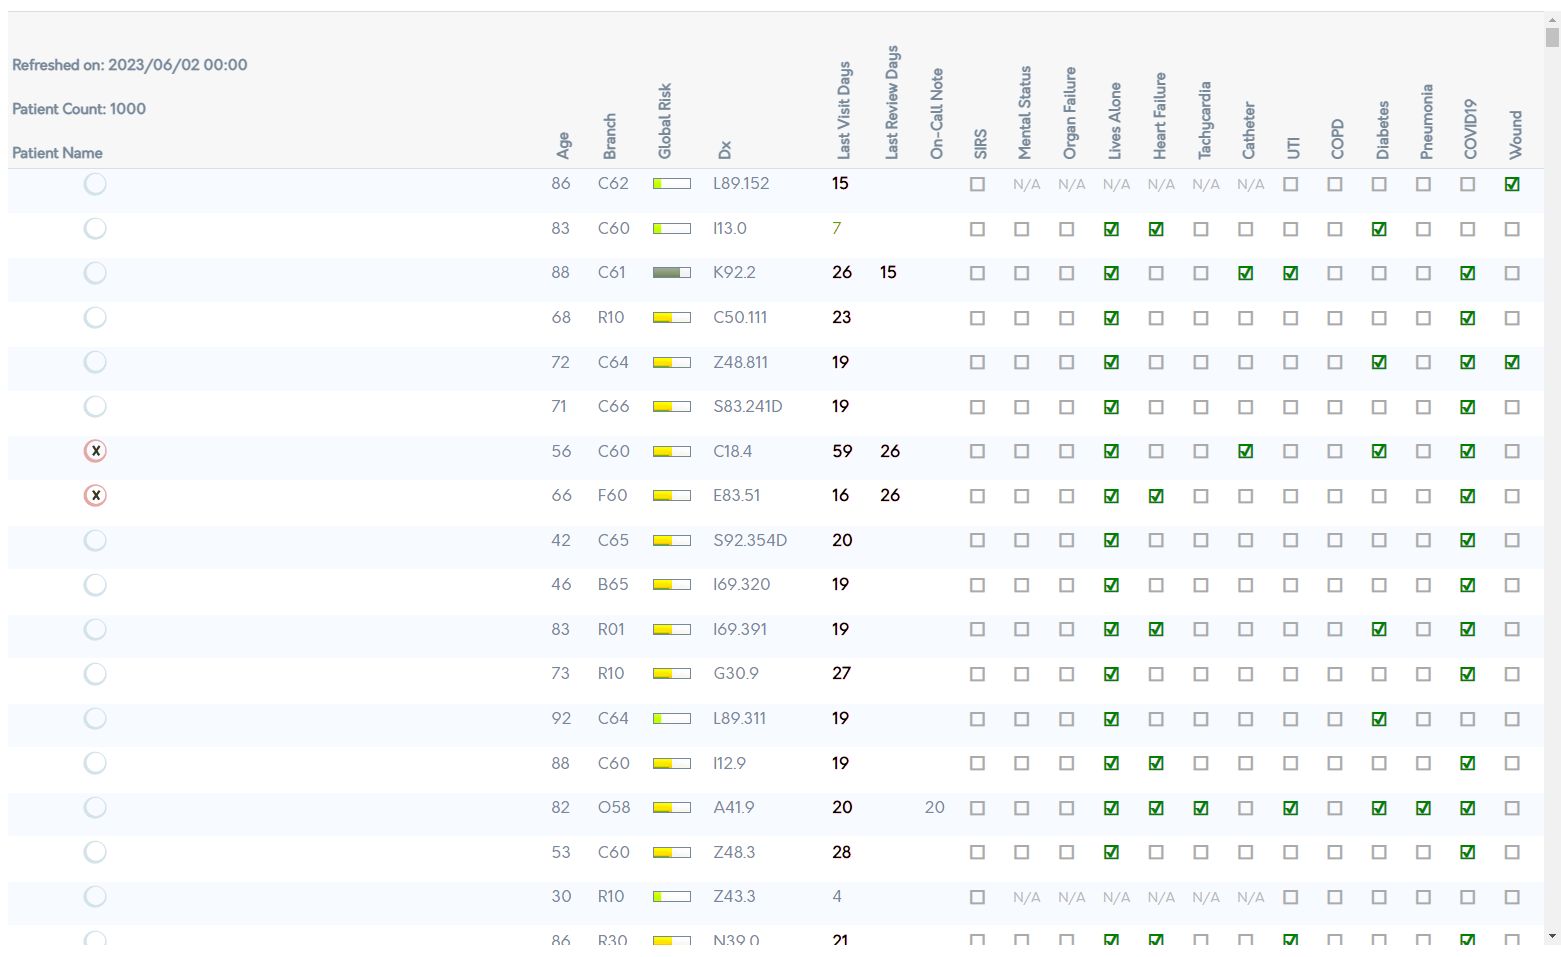 Refreshed on: 2023/06/02 00:00
Patient Count: 1000
Patient Name Age Branch Global Risk Dx Last Visit Days Last Review Days On-Call Note SIRS Mental Status Organ Failure Lives Alone Heart Failure Tachycardia Catheter UTI COPD Diabetes Pneumonia COVID19 Wound
86 C62 L89.152 15 N/A N/A N/A N/A N/A N/A
83 C60 I13.0 7
88 C61 K92.2 26 15
68 R10 C50.111 23
72 C64 Z48.811 19
71 C66 S83.241D 19
X 56 C60 C18.4 59 26
X 66 F60 E83.51 16 26
42 C65 S92.354D 20
46 B65 I69.320 19
83 R01 I69.391 19
73 R10 G30.9 27
92 C64 L89.311 19
88 C60 I12.9 19
82 O58 A41.9 20 20
53 C60 Z48.3 28
30 R10 Z43.3 4 N/A N/A N/A N/A N/A N/A
86 R30 N39.0 21